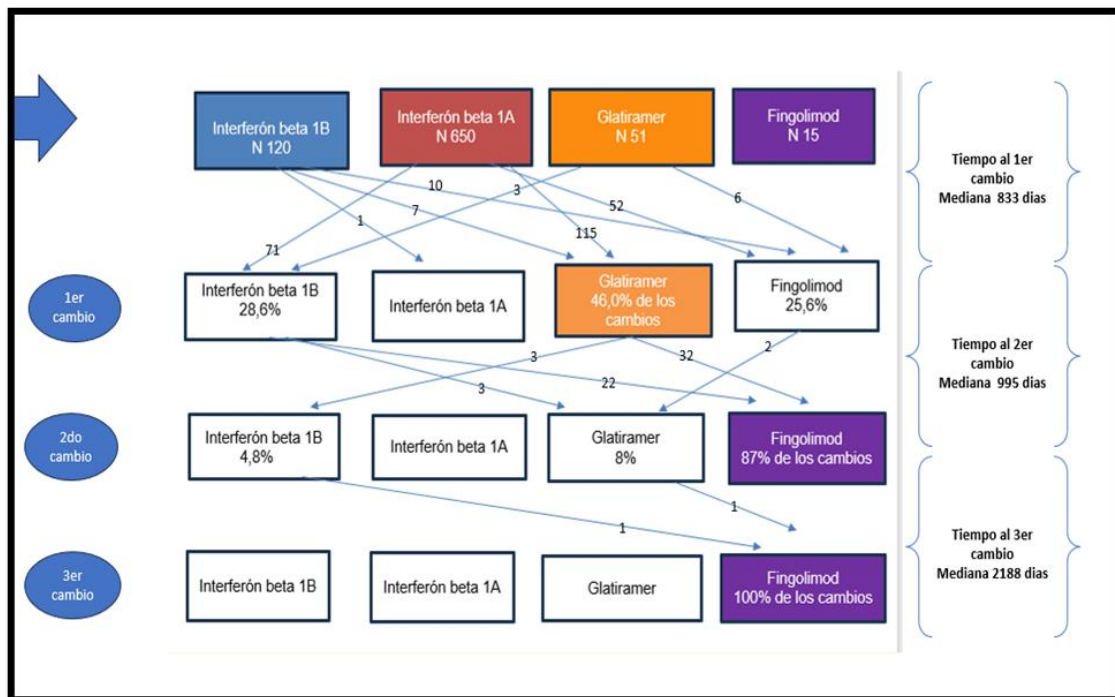 Interferón beta 1B
N 120
Interferón beta 1A
N 650
Glatiramer
N 51
Fingolimod
N 15
Tiempo al 1er
cambio
Mediana 833 dias
10
3
52
6
7
1
115
71
1er
cambio
Interferón beta 1B
28,6%
Interferón beta 1A
Glatiramer
46,0% de los
cambios
Fingolimod
25,6%
Tiempo al 2er
cambio
Mediana 995 dias
3
32
2
3
22
2do
cambio
Interferón beta 1B
4,8%
Interferón beta 1A
Glatiramer
8%
Fingolimod
87% de los cambios
Tiempo al 3er
cambio
Mediana 2188 dias
1
1
3er
cambio
Interferón beta 1B
Interferón beta 1A
Glatiramer
Fingolimod
100% de los cambios